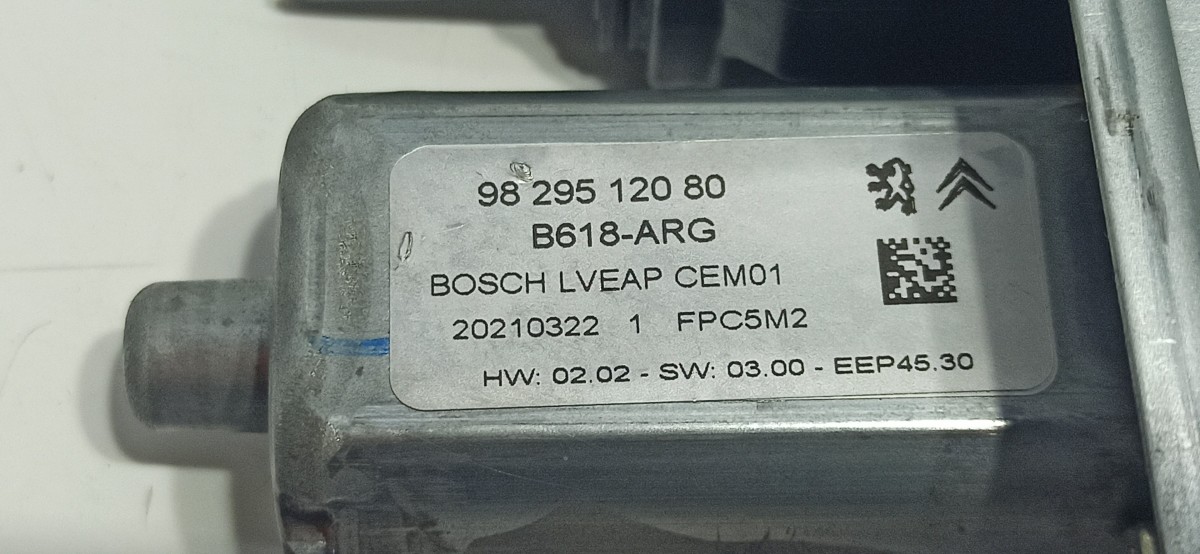 98 295 120 80
B618-ARG
BOSCH LVEAP CEM01
20210322 1 FPC5M2
HW: 02.02 - SW: 03.00 - EEP45.30